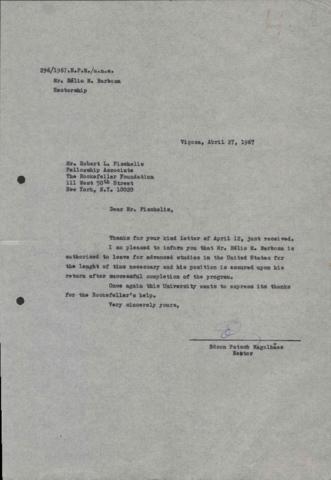 296/1967.N.P.N./n.n.w.
Mr. Hélio N. Barbosa
Rectorship
Viçosa, Abril 27, 1967
Mr. Robert L. Fischelis
Fellowship Associate
The Rockefeller Foundation
111 West 50th Street
New York, N.Y. 10020
Dear Mr. Fischelis,
Thanks for your kind letter of April 12, just received.
I am pleased to inform you that Mr. Hélio N. Barbosa is
authorized to leave for advanced studies in the United States for
the lenght of time necessary and his position is assured upon his
return after successful completion of the program.
Once again this University wants to express its thanks
for the Rockefeller's help.
Very sincerely yours,
Edson Potsch Magalhães
Rektor